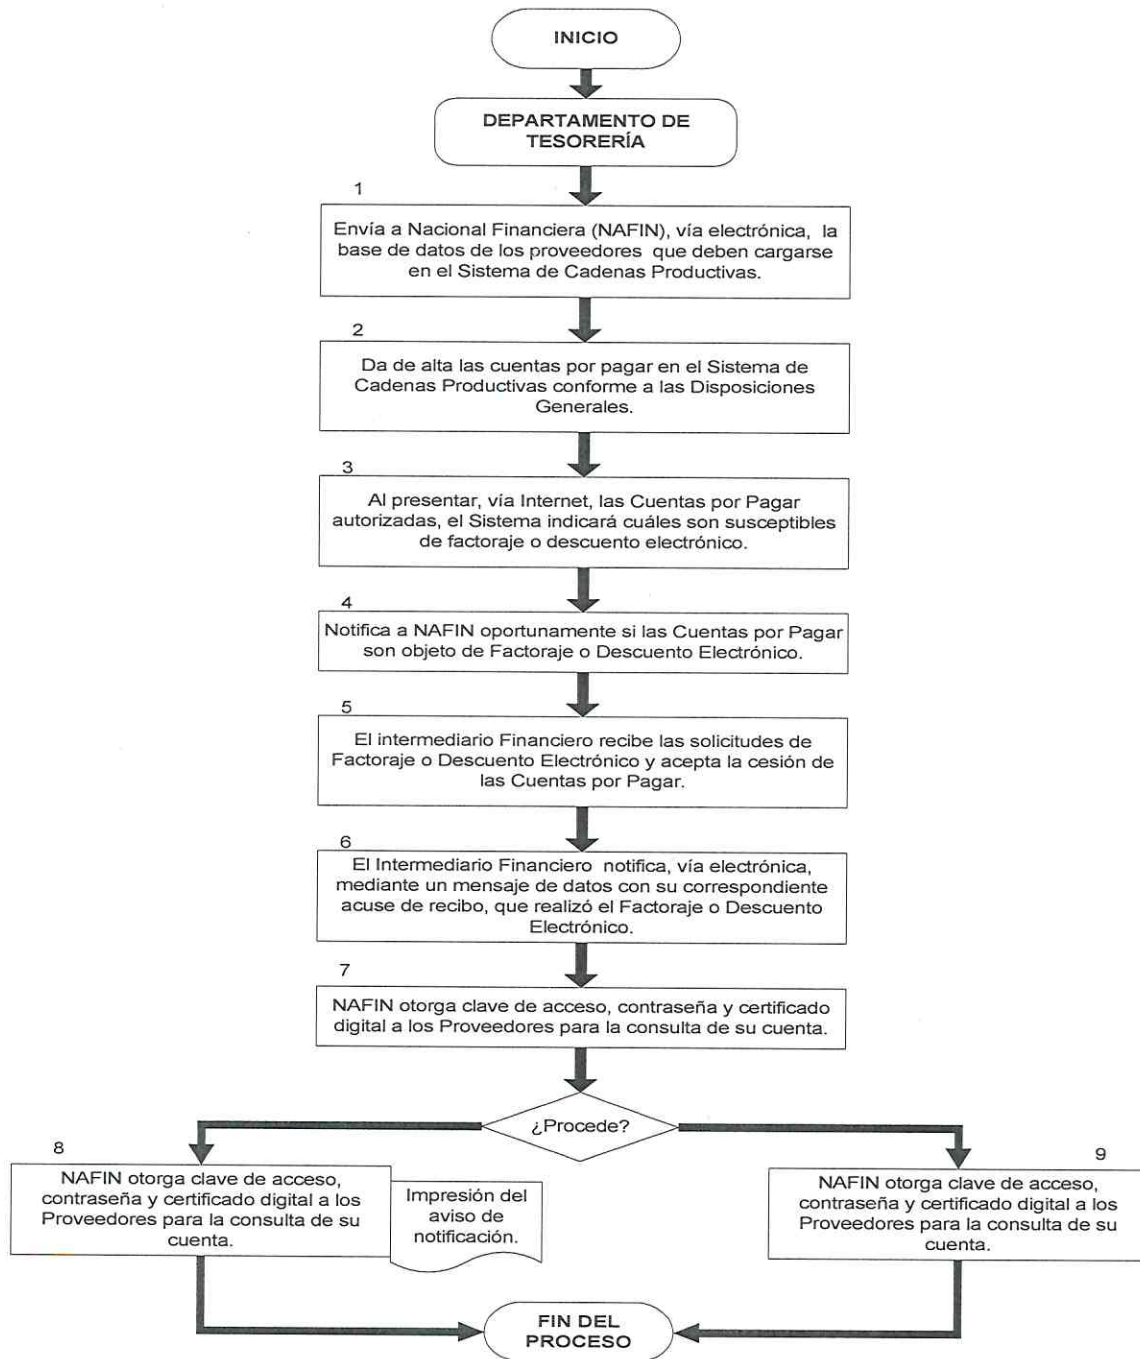 INICIO
DEPARTAMENTO DE
TESORERÍA
1
Envía a Nacional Financiera (NAFIN), vía electrónica, la
base de datos de los proveedores que deben cargarse
en el Sistema de Cadenas Productivas.
2
Da de alta las cuentas por pagar en el Sistema de
Cadenas Productivas conforme a las Disposiciones
Generales.
3
Al presentar, vía Internet, las Cuentas por Pagar
autorizadas, el Sistema indicará cuáles son susceptibles
de factoraje o descuento electrónico.
4
Notifica a NAFIN oportunamente si las Cuentas por Pagar
son objeto de Factoraje o Descuento Electrónico.
5
El intermediario Financiero recibe las solicitudes de
Factoraje o Descuento Electrónico y acepta la cesión de
las Cuentas por Pagar.
6
El Intermediario Financiero notifica, vía electrónica,
mediante un mensaje de datos con su correspondiente
acuse de recibo, que realizó el Factoraje o Descuento
Electrónico.
7
NAFIN otorga clave de acceso, contraseña y certificado
digital a los Proveedores para la consulta de su cuenta.
¿Procede?
8
NAFIN otorga clave de acceso,
contraseña y certificado digital a los
Proveedores para la consulta de su
cuenta.
Impresión del
aviso de
notificación.
9
NAFIN otorga clave de acceso,
contraseña y certificado digital a los
Proveedores para la consulta de su
cuenta.
FIN DEL
PROCESO